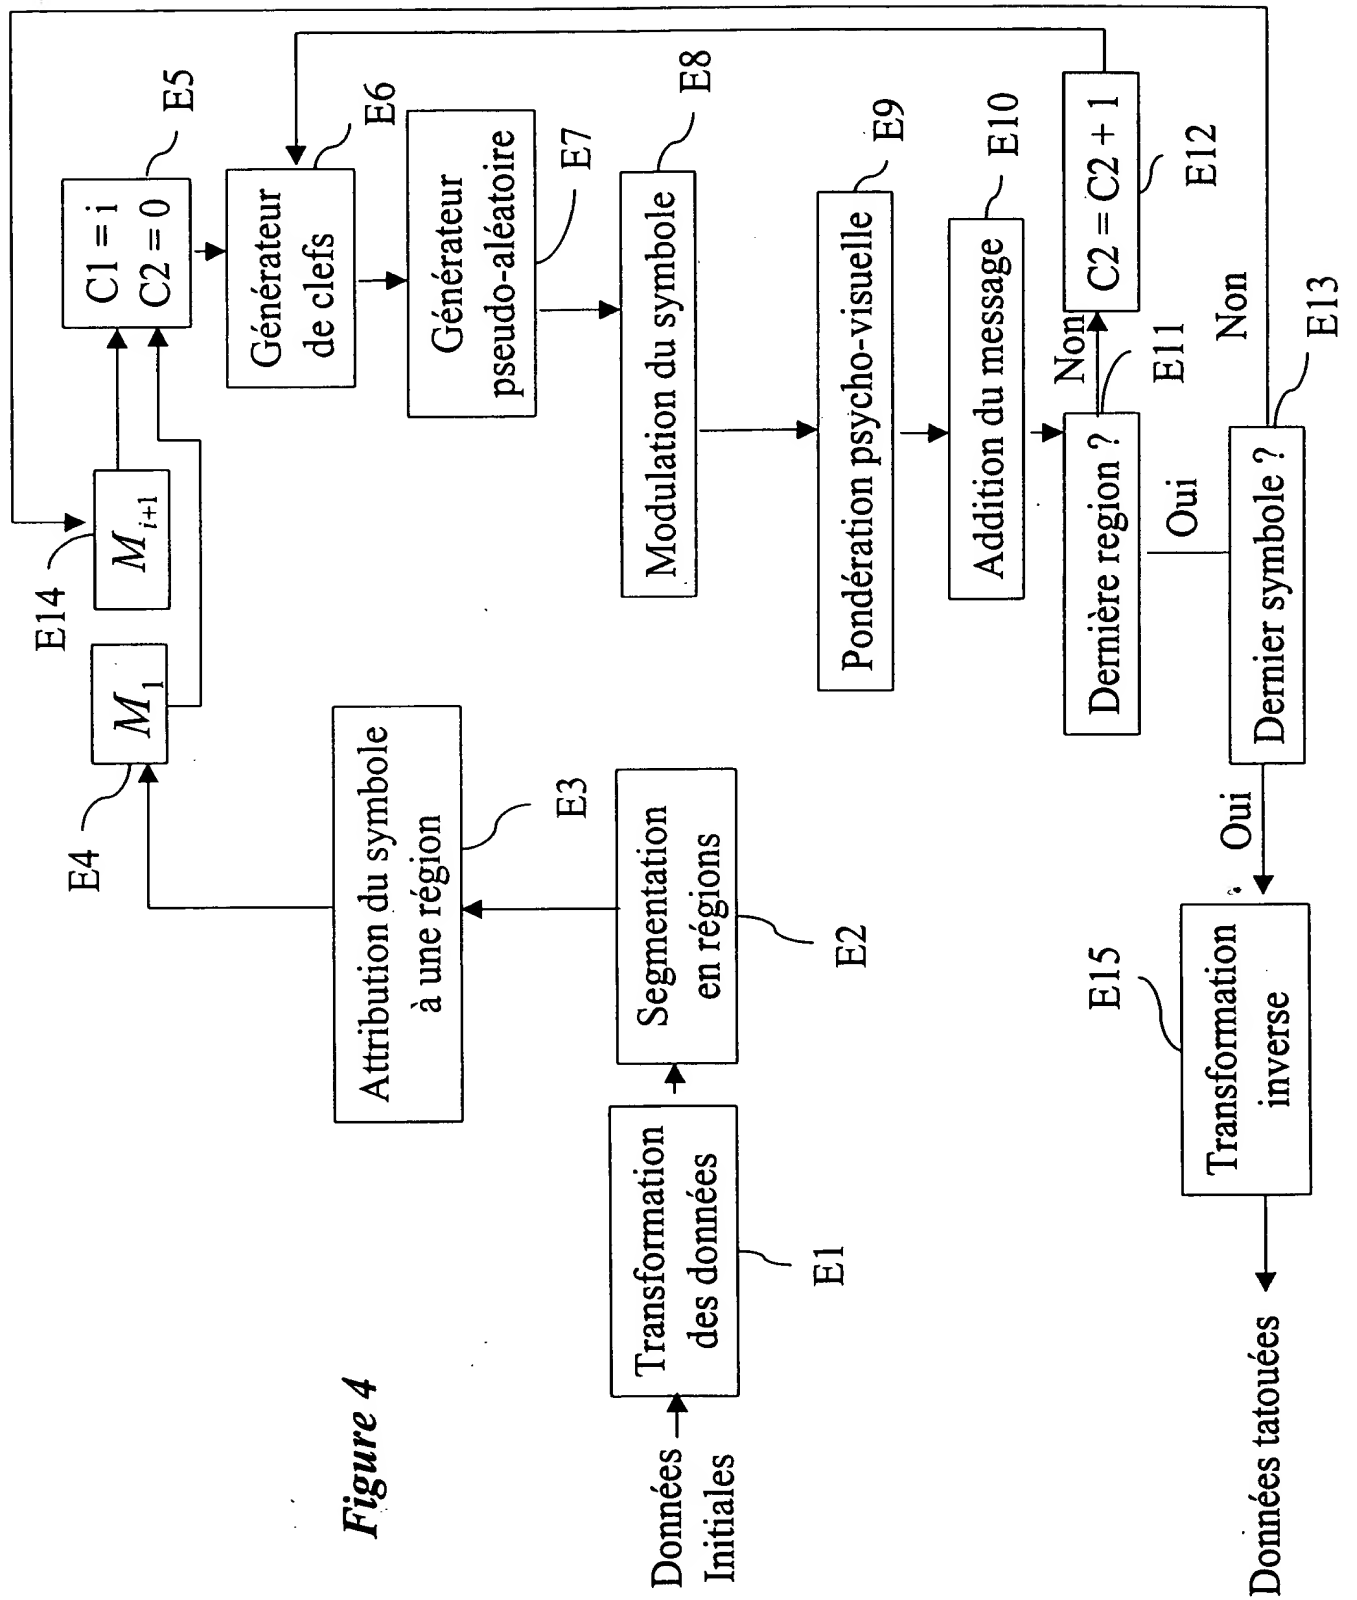 Figure 4
Données
Initiales
Transformation
des données
E1
Segmentation
en régions
E2
Attribution du symbole
à une région
E3
M1
E4
Mi+1
E14
C1 = i
C2 = 0
E5
Générateur
de clefs
E6
Générateur
pseudo-aléatoire
E7
Modulation du symbole
E8
Pondération psycho-visuelle
E9
Addition du message
E10
Dernière region ?
E11
Non
C2 = C2 + 1
E12
Oui
Dernier symbole ?
E13
Non
Oui
Transformation
inverse
E15
Données tatouées